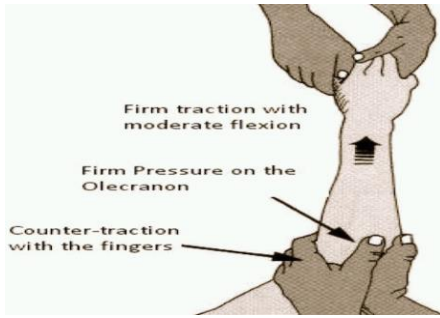 Firm traction with
moderate flexion
Firm Pressure on the
Olecranon
Counter-traction
with the fingers